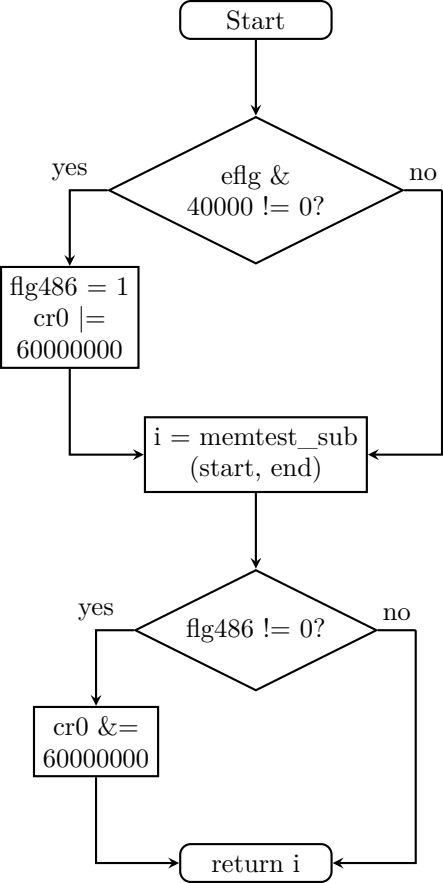 Start
eflg &
40000 != 0?
yes
no
flg486 = 1
cr0 |=
60000000
i = memtest_sub
(start, end)
flg486 != 0?
yes
no
cr0 &=
60000000
return i